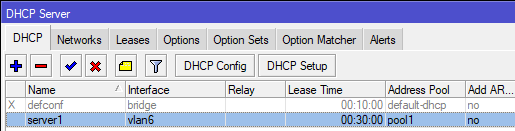 DHCP Server
DHCP Networks Leases Options Option Sets Option Matcher Alerts
DHCP Config DHCP Setup
Name Interface Relay Lease Time Address Pool Add AR...
X defconf bridge 00:10:00 default-dhcp no
server1 vlan6 00:30:00 pool1 no